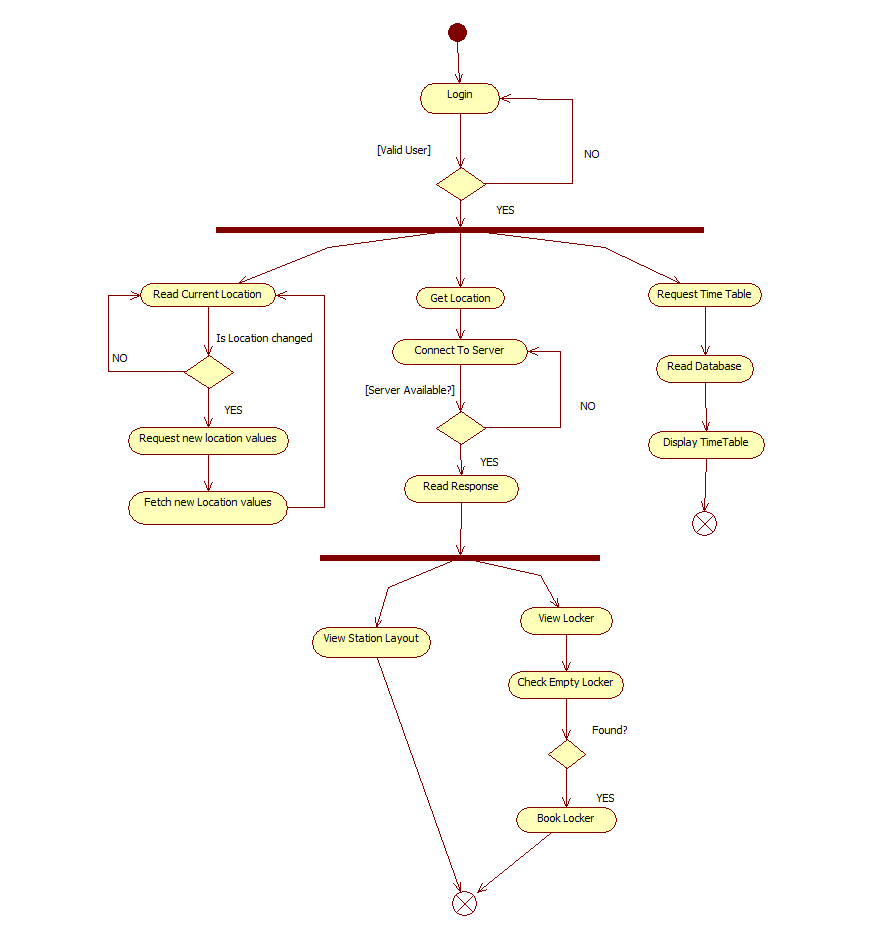 Login
[Valid User]
NO
YES
Read Current Location
Get Location
Request Time Table
Is Location changed
NO
YES
Request new location values
Fetch new Location values
Connect To Server
[Server Available?]
NO
YES
Read Response
Read Database
Display TimeTable
View Station Layout
View Locker
Check Empty Locker
Found?
YES
Book Locker